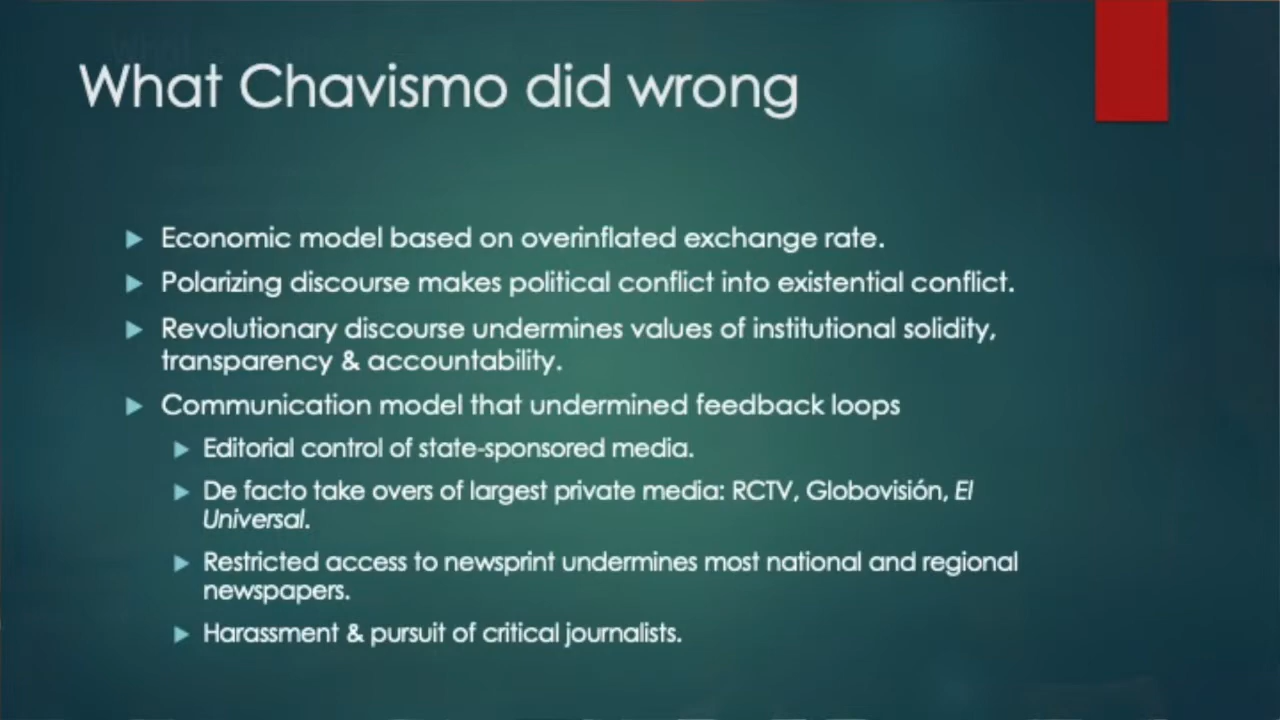 What Chavismo did wrong
Economic model based on overinflated exchange rate.
Polarizing discourse makes political conflict into existential conflict.
Revolutionary discourse undermines values of institutional solidity,
transparency & accountability.
Communication model that undermined feedback loops
Editorial control of state-sponsored media.
De facto take overs of largest private media: RCTV, Globovisión, El
Universal.
Restricted access to newsprint undermines most national and regional
newspapers.
Harassment & pursuit of critical journalists.